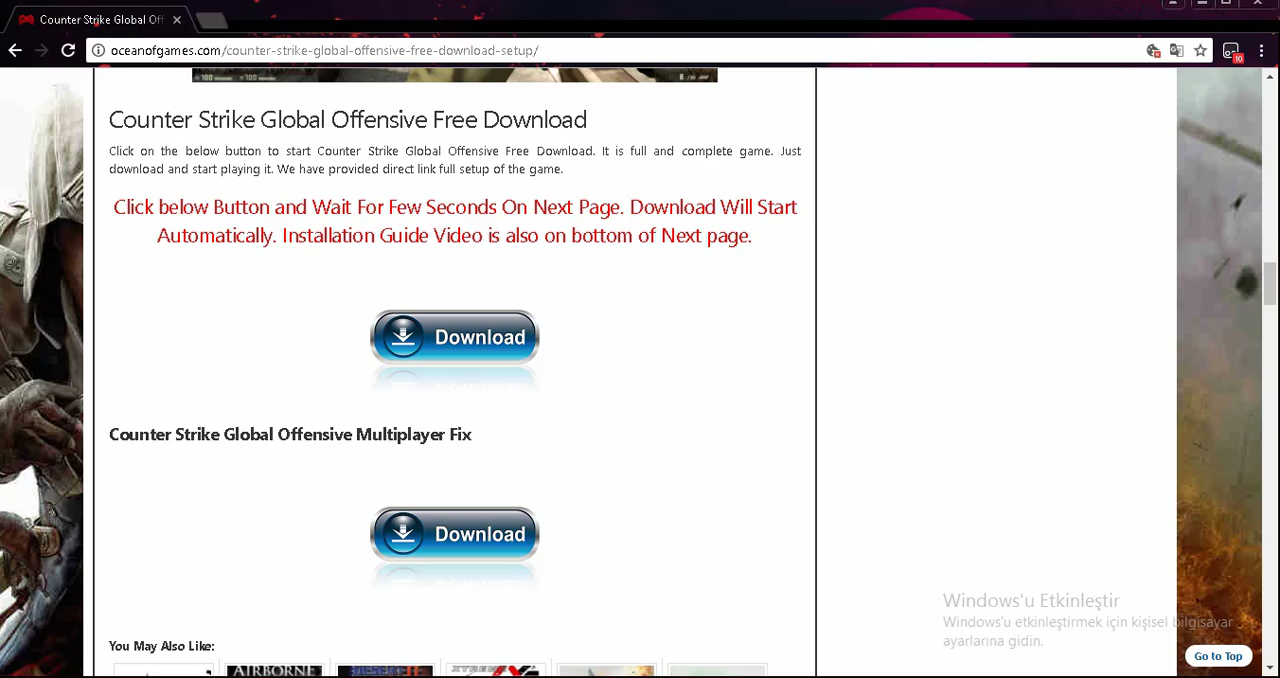 Counter Strike Global Off
oceanofgames.com/counter-strike-global-offensive-free-download-setup/
10
100 100
Counter Strike Global Offensive Free Download
Click on the below button to start Counter Strike Global Offensive Free Download. It is full and complete game. Just
download and start playing it. We have provided direct link full setup of the game.
Click below Button and Wait For Few Seconds On Next Page. Download Will Start
Automatically. Installation Guide Video is also on bottom of Next page.
Download
Counter Strike Global Offensive Multiplayer Fix
Download
Windows'u Etkinleştir
Windows'u etkinleştirmek için kişisel bilgisayar
ayarlarına gidin.
You May Also Like:
Go to Top
AIRBORNE